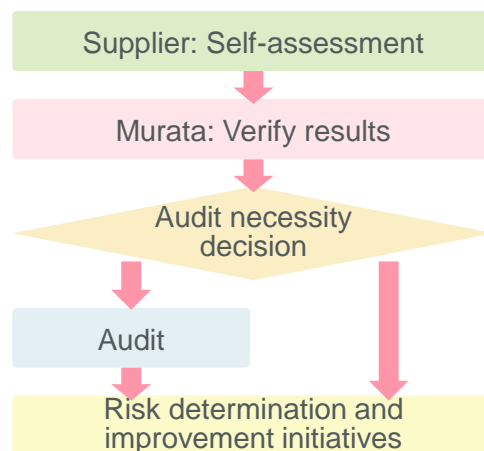 Supplier: Self-assessment
Murata: Verify results
Audit necessity
decision
Audit
Risk determination and
improvement initiatives